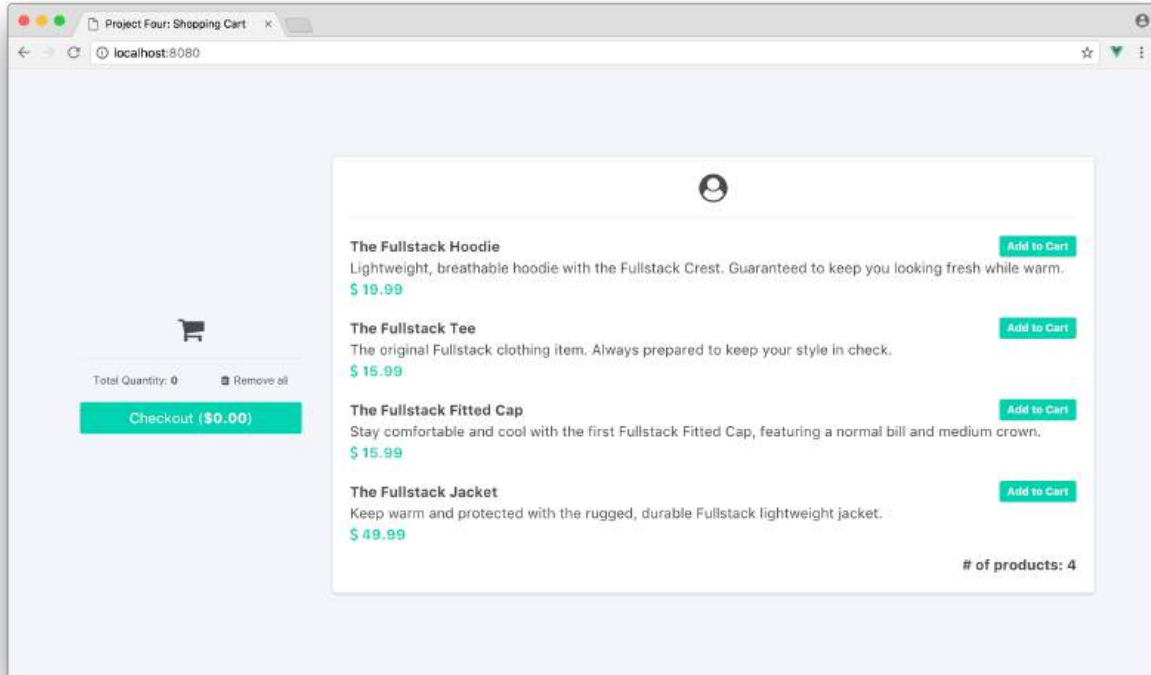 Project Four: Shopping Cart
localhost:8080
Total Quantity: 0 Remove all
Checkout ($0.00)
The Fullstack Hoodie Add to Cart
Lightweight, breathable hoodie with the Fullstack Crest. Guaranteed to keep you looking fresh while warm.
$ 19.99
The Fullstack Tee Add to Cart
The original Fullstack clothing item. Always prepared to keep your style in check.
$ 15.99
The Fullstack Fitted Cap Add to Cart
Stay comfortable and cool with the first Fullstack Fitted Cap, featuring a normal bill and medium crown.
$ 15.99
The Fullstack Jacket Add to Cart
Keep warm and protected with the rugged, durable Fullstack lightweight jacket.
$ 49.99
# of products: 4